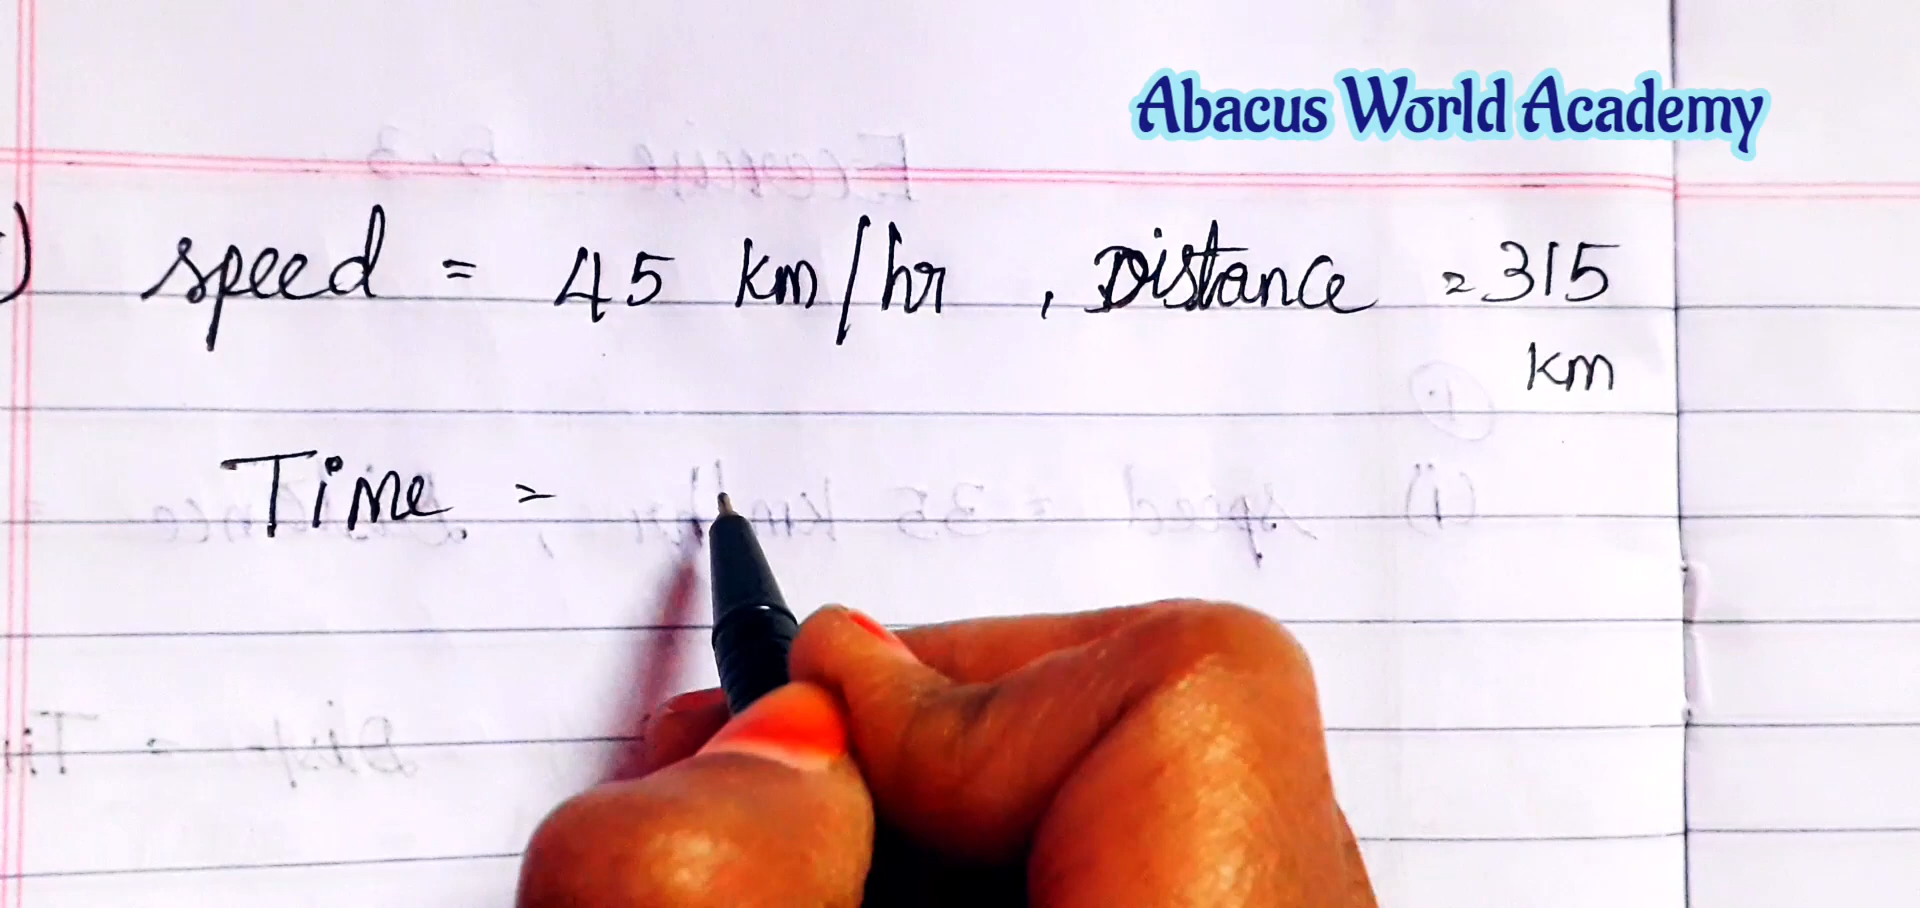 Abacus World Academy
) speed = 45 km/hr , Distance = 315
km
Time =